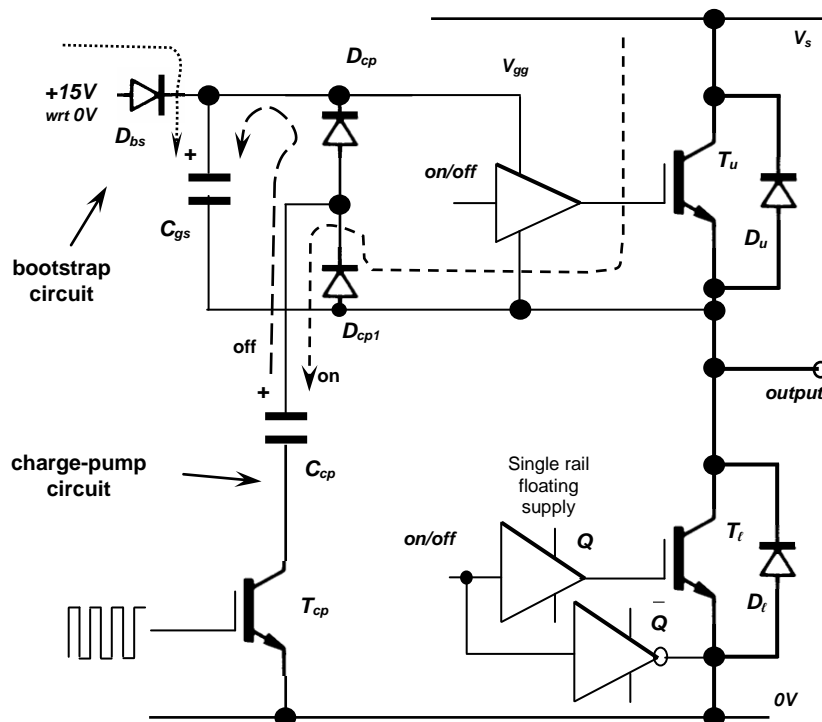 V_s
D_cp
V_gg
+15V
wrt 0V
D_bs
+
on/off
T_u
D_u
C_gs
bootstrap
circuit
D_cp1
off
on
+
output
charge-pump
circuit
C_cp
Single rail
floating
supply
on/off
Q
T_ℓ
T_cp
Q̅
D_ℓ
0V